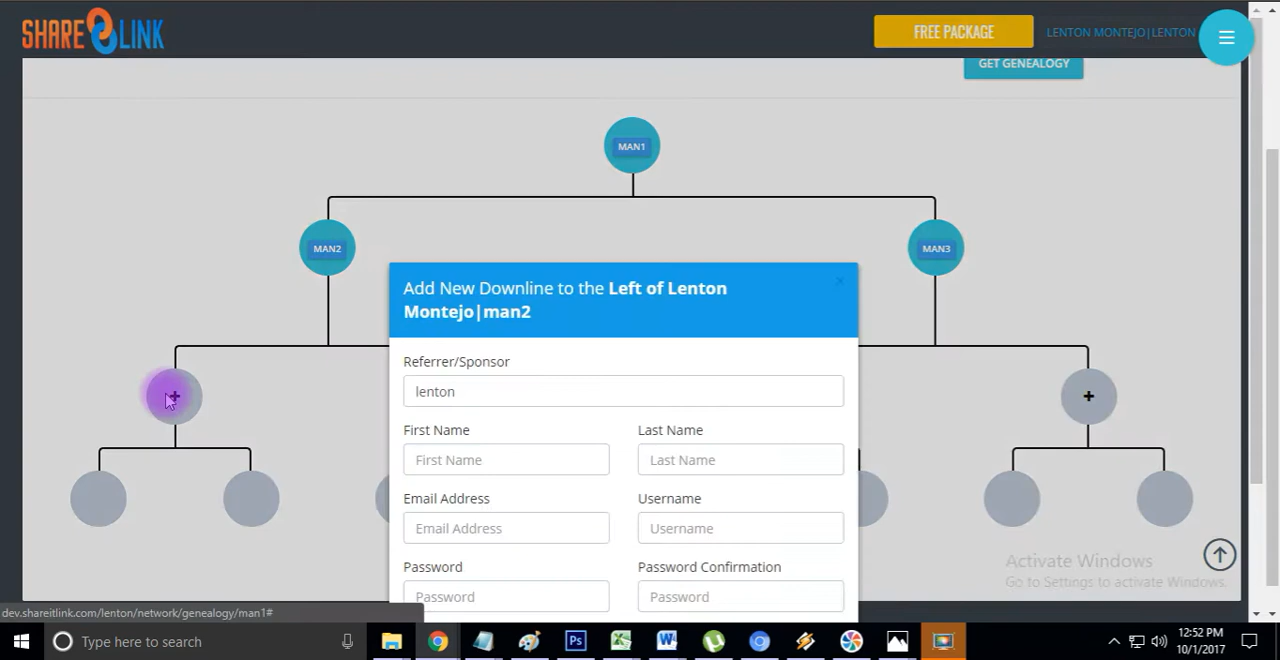 SHARE LINK
FREE PACKAGE
LENTON MONTEJO|LENTON
GET GENEALOGY
MAN1
MAN2
MAN3
Add New Downline to the Left of Lenton
Montejo|man2
×
Referrer/Sponsor
lenton
First Name Last Name
First Name Last Name
Email Address Username
Email Address Username
Password Password Confirmation
Password Password
+
+
Activate Windows
Go to Settings to activate Windows.
dev.shareitlink.com/lenton/network/genealogy/man1#
Type here to search
Ps
12:52 PM
10/1/2017